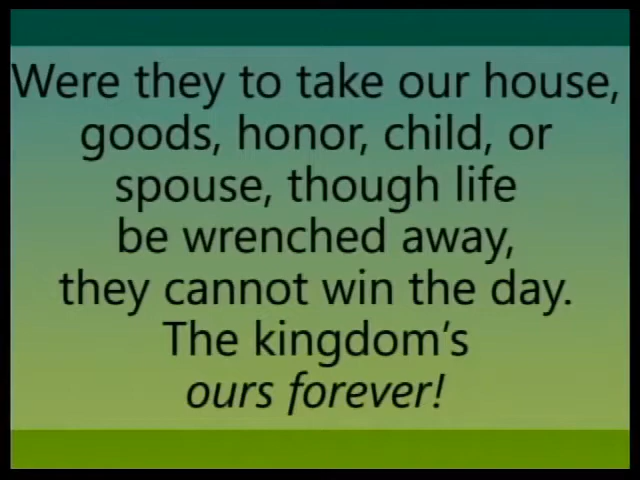 Were they to take our house,
goods, honor, child, or
spouse, though life
be wrenched away,
they cannot win the day.
The kingdom's
ours forever!